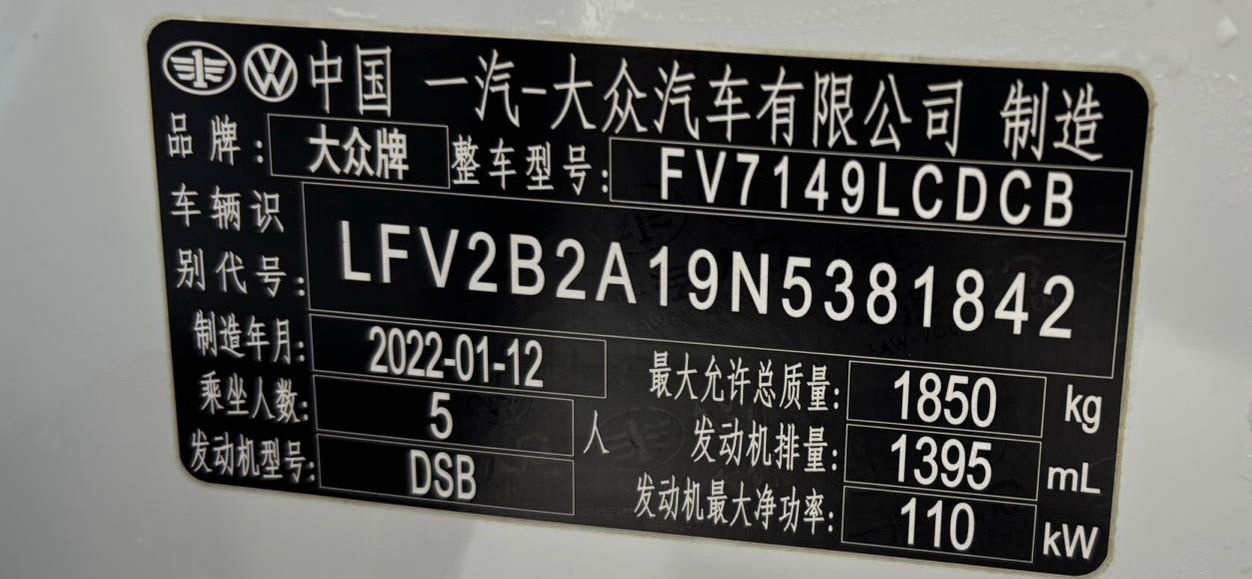 中国 一汽-大众汽车有限公司 制造
品牌: 大众牌 整车型号: FV7149LCDCB
车辆识别代号: LFV2B2A19N5381842
制造年月: 2022-01-12 最大允许总质量: 1850 kg
乘坐人数: 5 人 发动机排量: 1395 mL
发动机型号: DSB 发动机最大净功率: 110 kW